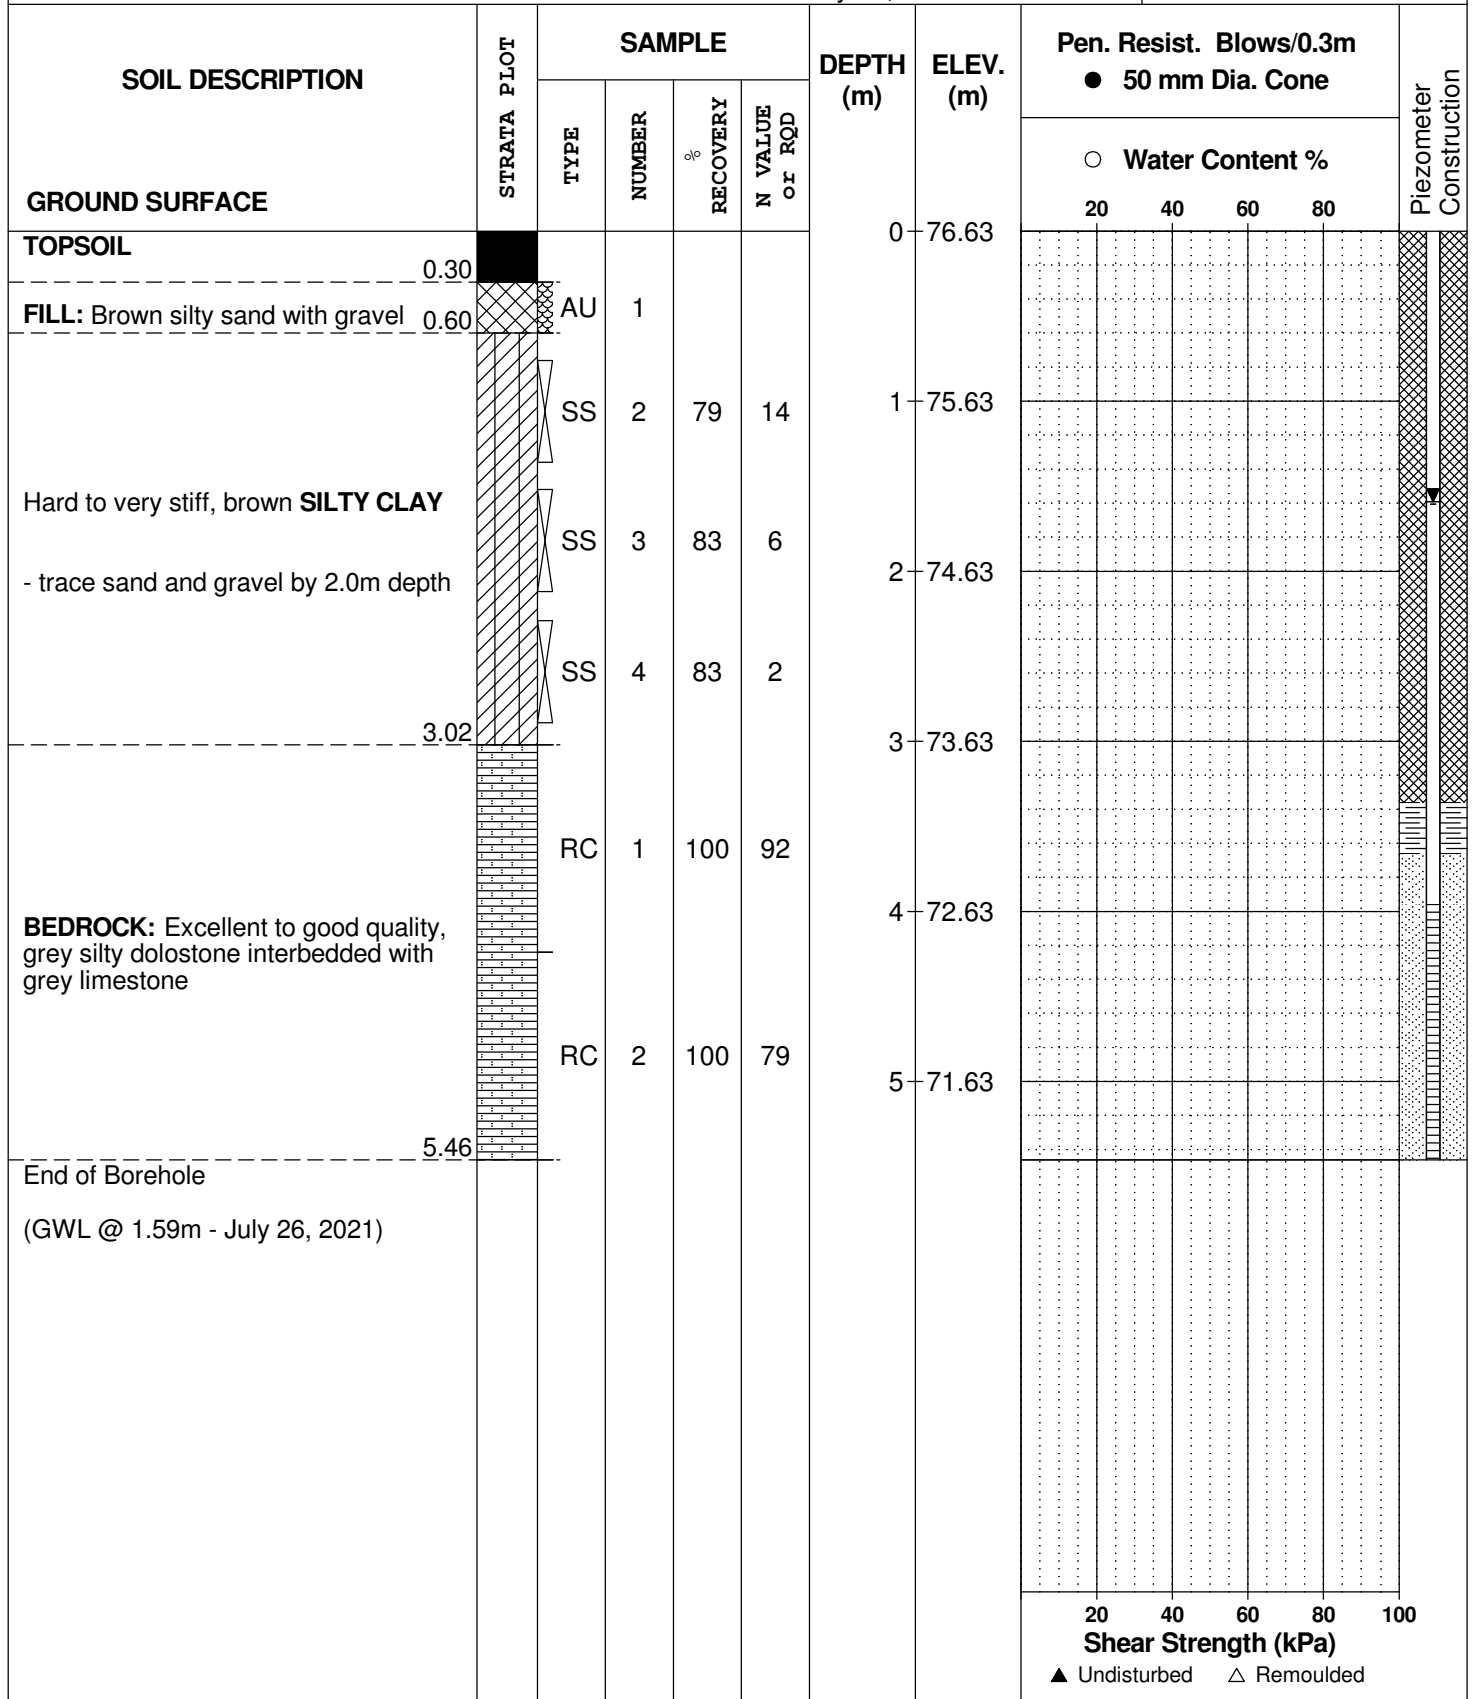 SOIL DESCRIPTION
GROUND SURFACE
STRATA PLOT
SAMPLE
TYPE
NUMBER
%
RECOVERY
N VALUE
or RQD
DEPTH
(m)
ELEV.
(m)
Pen. Resist. Blows/0.3m
● 50 mm Dia. Cone
○ Water Content %
20 40 60 80
Piezometer
Construction
0 76.63
TOPSOIL
0.30
FILL: Brown silty sand with gravel 0.60
AU 1
SS 2 79 14
1 75.63
Hard to very stiff, brown SILTY CLAY
SS 3 83 6
2 74.63
- trace sand and gravel by 2.0m depth
SS 4 83 2
3.02
3 73.63
RC 1 100 92
4 72.63
BEDROCK: Excellent to good quality,
grey silty dolostone interbedded with
grey limestone
RC 2 100 79
5 71.63
5.46
End of Borehole
(GWL @ 1.59m - July 26, 2021)
20 40 60 80 100
Shear Strength (kPa)
▲ Undisturbed △ Remoulded